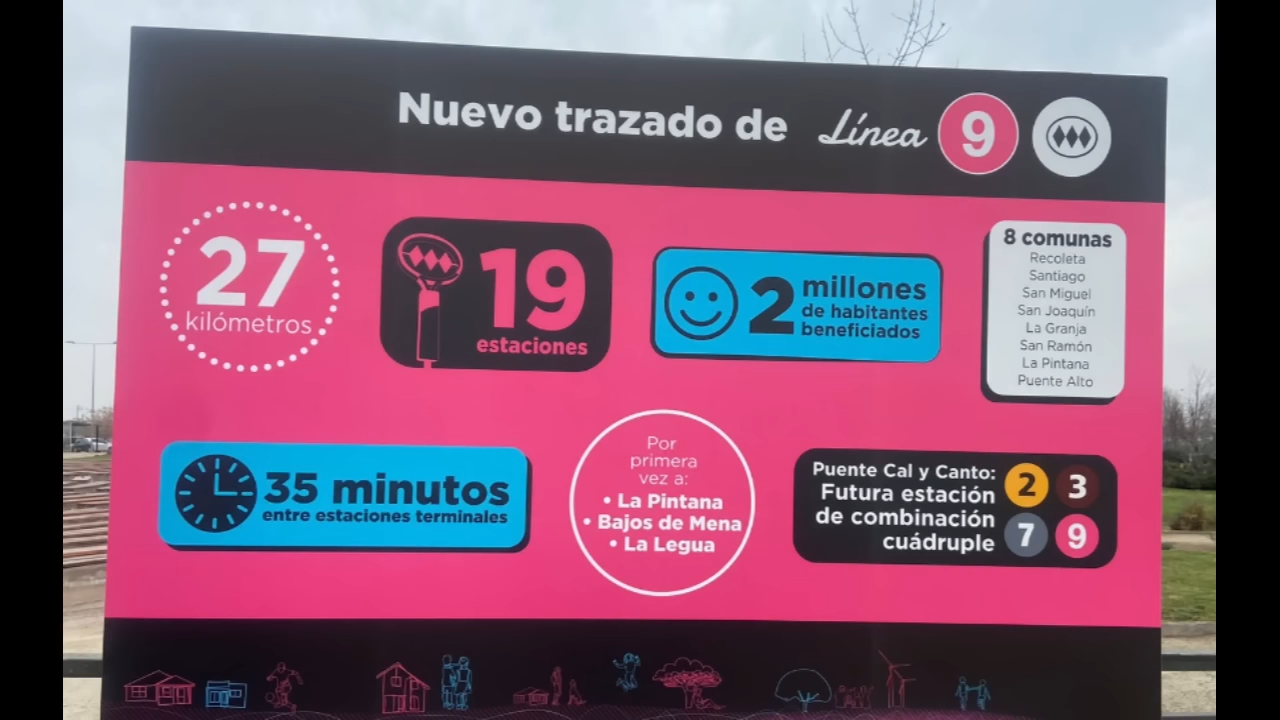 Nuevo trazado de Línea 9
27
kilómetros
19
estaciones
2 millones
de habitantes
beneficiados
8 comunas
Recoleta
Santiago
San Miguel
San Joaquín
La Granja
San Ramón
La Pintana
Puente Alto
35 minutos
entre estaciones terminales
Por
primera
vez a:
• La Pintana
• Bajos de Mena
• La Legua
Puente Cal y Canto:
Futura estación
de combinación
cuádruple
2 3
7 9